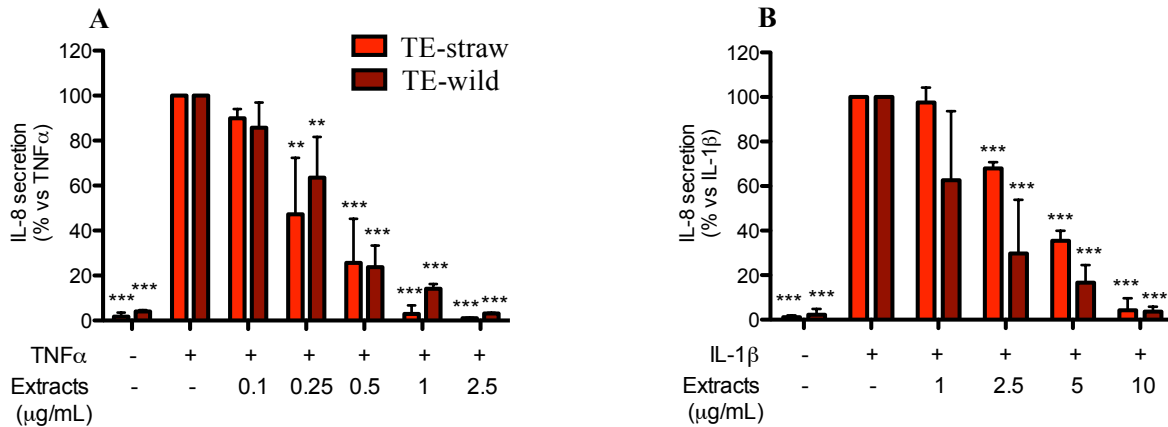 A
TE-straw
TE-wild
IL-8 secretion
(% vs TNFα)
120
100
80
60
40
20
0
*** *** ** ** *** *** *** *** *** ***
TNFα - + + + + + +
Extracts - - 0.1 0.25 0.5 1 2.5
(μg/mL)
B
IL-8 secretion
(% vs IL-1β)
120
100
80
60
40
20
0
*** *** *** *** *** *** *** ***
IL-1β - + + + + +
Extracts - - 1 2.5 5 10
(μg/mL)